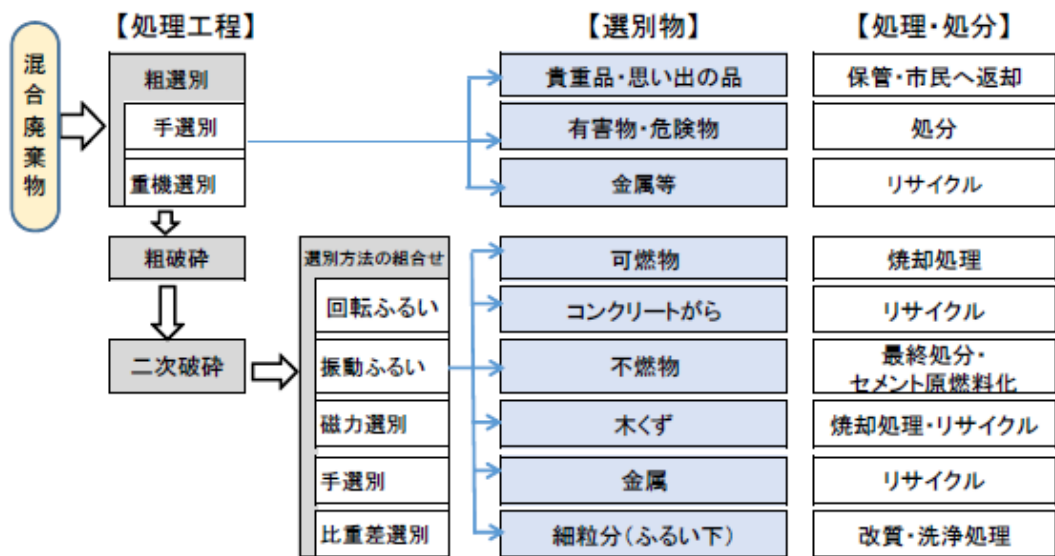 【処理工程】
【選別物】
【処理・処分】
混合廃棄物
粗選別
手選別
重機選別
貴重品・思い出の品
保管・市民へ返却
有害物・危険物
処分
金属等
リサイクル
粗破砕
二次破砕
選別方法の組合せ
回転ふるい
振動ふるい
磁力選別
手選別
比重差選別
可燃物
焼却処理
コンクリートがら
リサイクル
不燃物
最終処分・
セメント原燃料化
木くず
焼却処理・リサイクル
金属
リサイクル
細粒分(ふるい下)
改質・洗浄処理